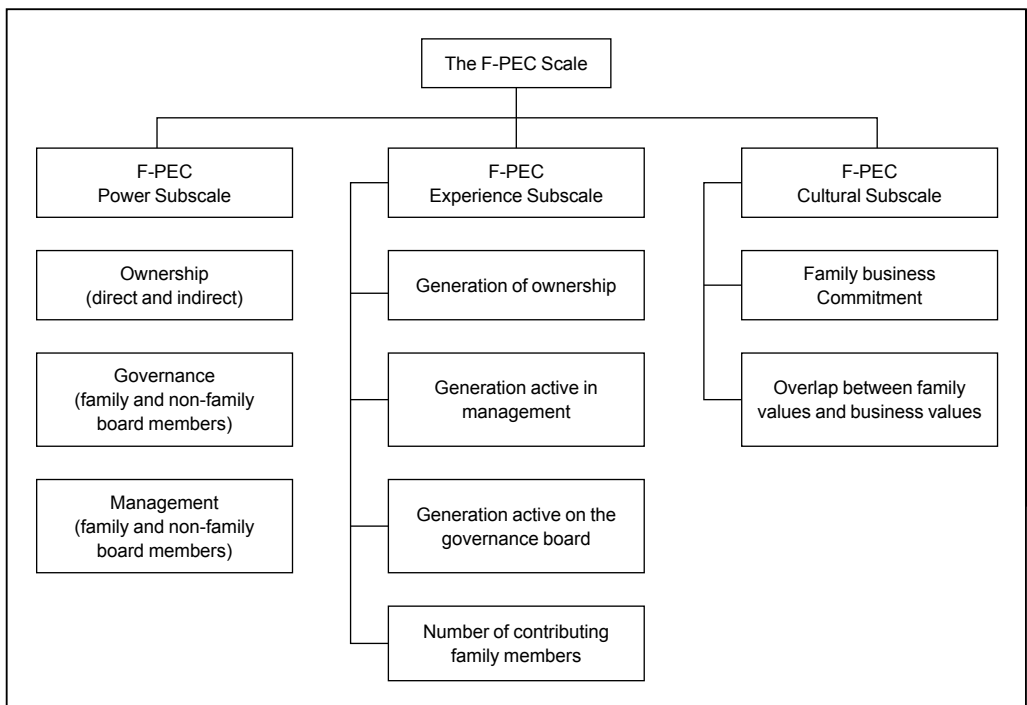 The F-PEC Scale
F-PEC
Power Subscale
Ownership
(direct and indirect)
Governance
(family and non-family
board members)
Management
(family and non-family
board members)
F-PEC
Experience Subscale
Generation of ownership
Generation active in
management
Generation active on the
governance board
Number of contributing
family members
F-PEC
Cultural Subscale
Family business
Commitment
Overlap between family
values and business values